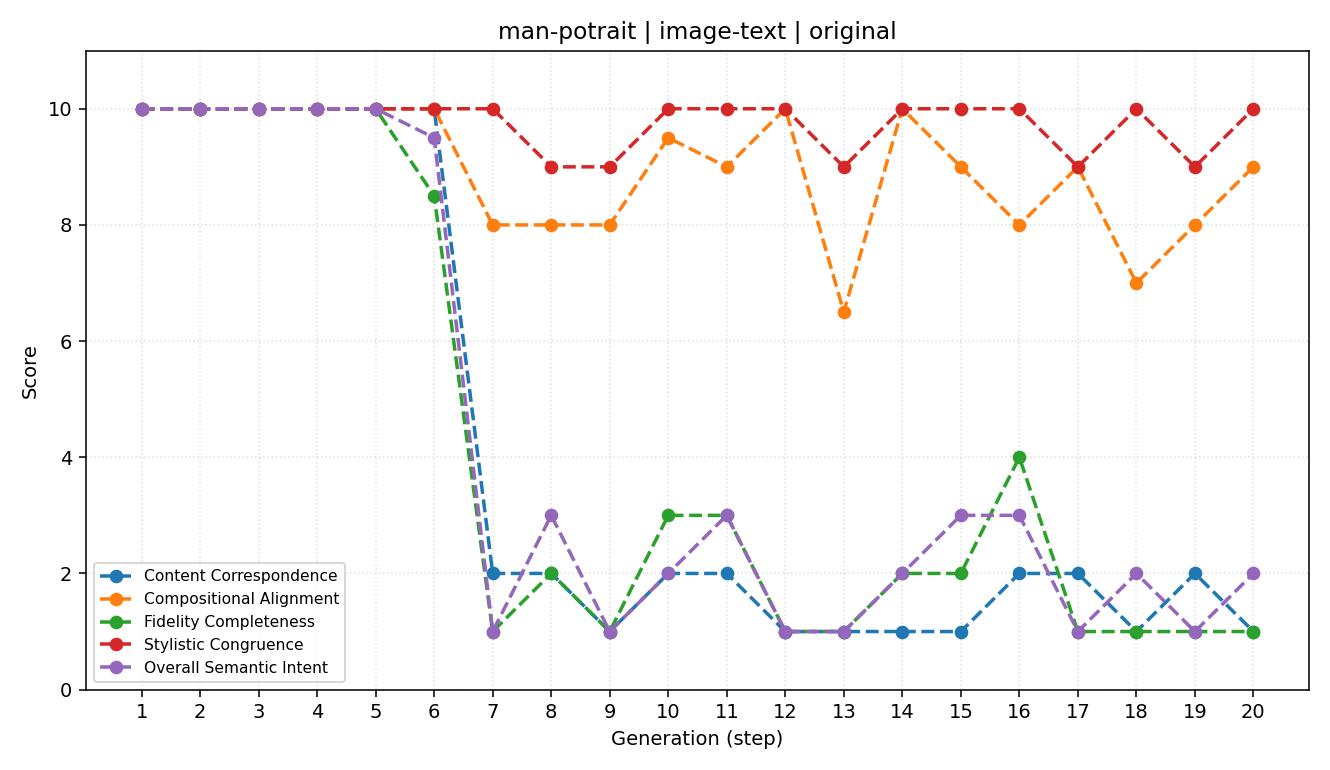 man-potrait | image-text | original
Score
10
8
6
4
2
0
Content Correspondence
Compositional Alignment
Fidelity Completeness
Stylistic Congruence
Overall Semantic Intent
1 2 3 4 5 6 7 8 9 10 11 12 13 14 15 16 17 18 19 20
Generation (step)